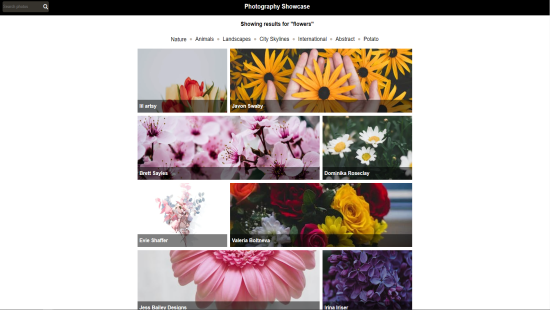 Search photos
Photography Showcase
Showing results for "flowers"
Nature • Animals • Landscapes • City Skylines • International • Abstract • Potato
lil artsy
Javon Swaby
Brett Sayles
Dominika Roseclay
Evie Shaffer
Valeria Boltneva
Jess Bailey Designs
Irina Iriser